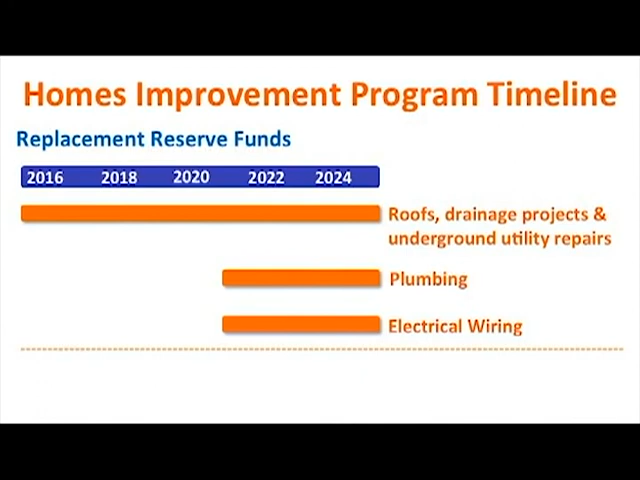 Homes Improvement Program Timeline
Replacement Reserve Funds
2016 2018 2020 2022 2024
Roofs, drainage projects &
underground utility repairs
Plumbing
Electrical Wiring